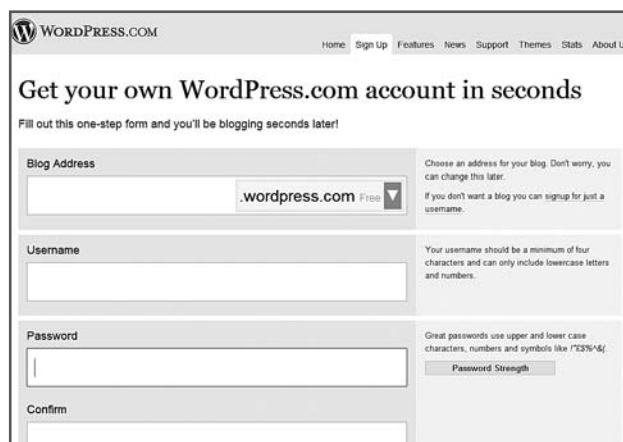 WORDPRESS.COM
Home Sign Up Features News Support Themes Stats About U
Get your own WordPress.com account in seconds
Fill out this one-step form and you'll be blogging seconds later!
Blog Address
.wordpress.com Free
Choose an address for your blog. Don't worry, you
can change this later.
If you don't want a blog you can signup for just a
username.
Username
Your username should be a minimum of four
characters and can only include lowercase letters
and numbers.
Password
Great passwords use upper and lower case
characters, numbers and symbols like !"£$%^&(.
Password Strength
Confirm